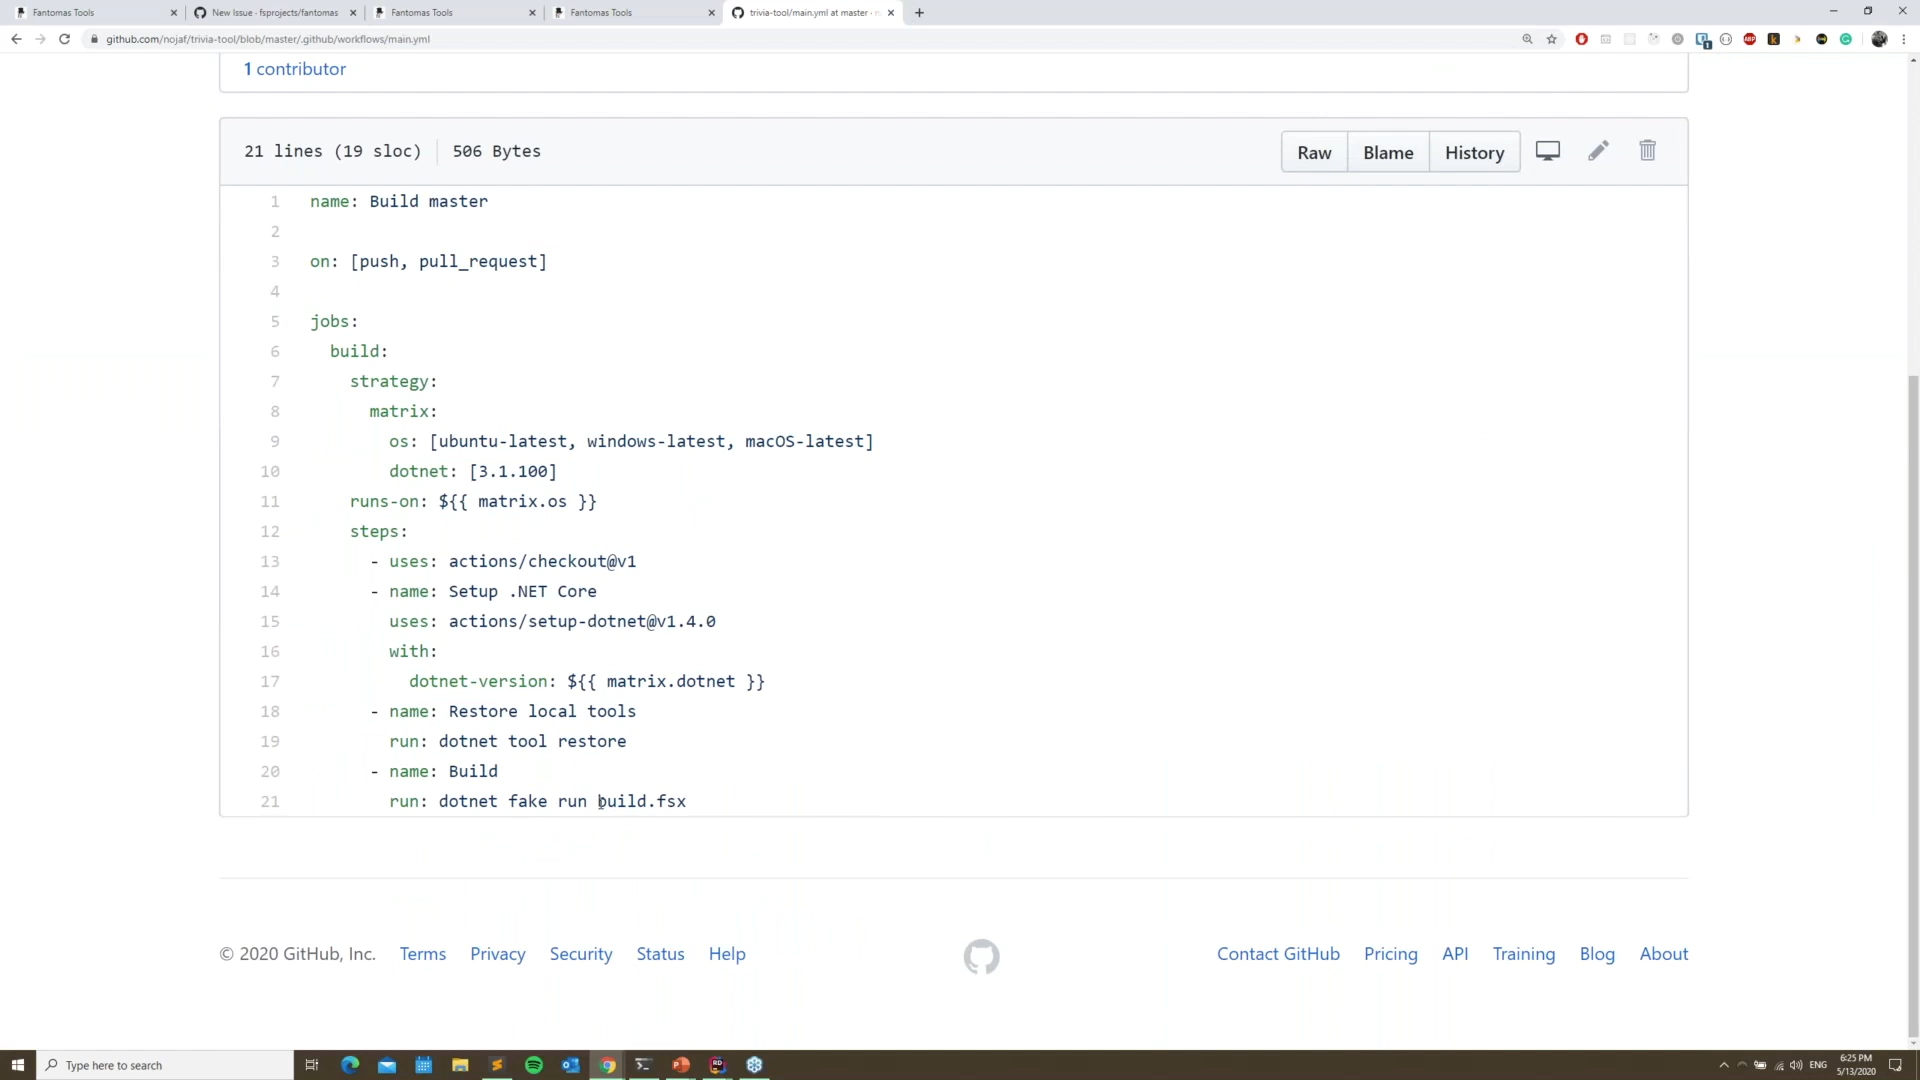 Fantomas Tools
New Issue · fsprojects/fantomas
Fantomas Tools
Fantomas Tools
trivia-tool/main.yml at master ·
github.com/nojaf/trivia-tool/blob/master/.github/workflows/main.yml
1 contributor
21 lines (19 sloc)
506 Bytes
Raw
Blame
History
1 name: Build master
2
3 on: [push, pull_request]
4
5 jobs:
6 build:
7 strategy:
8 matrix:
9 os: [ubuntu-latest, windows-latest, macOS-latest]
10 dotnet: [3.1.100]
11 runs-on: ${{ matrix.os }}
12 steps:
13 - uses: actions/checkout@v1
14 - name: Setup .NET Core
15 uses: actions/setup-dotnet@v1.4.0
16 with:
17 dotnet-version: ${{ matrix.dotnet }}
18 - name: Restore local tools
19 run: dotnet tool restore
20 - name: Build
21 run: dotnet fake run build.fsx
© 2020 GitHub, Inc. Terms Privacy Security Status Help
Contact GitHub Pricing API Training Blog About
Type here to search
ENG
6:25 PM
5/13/2020